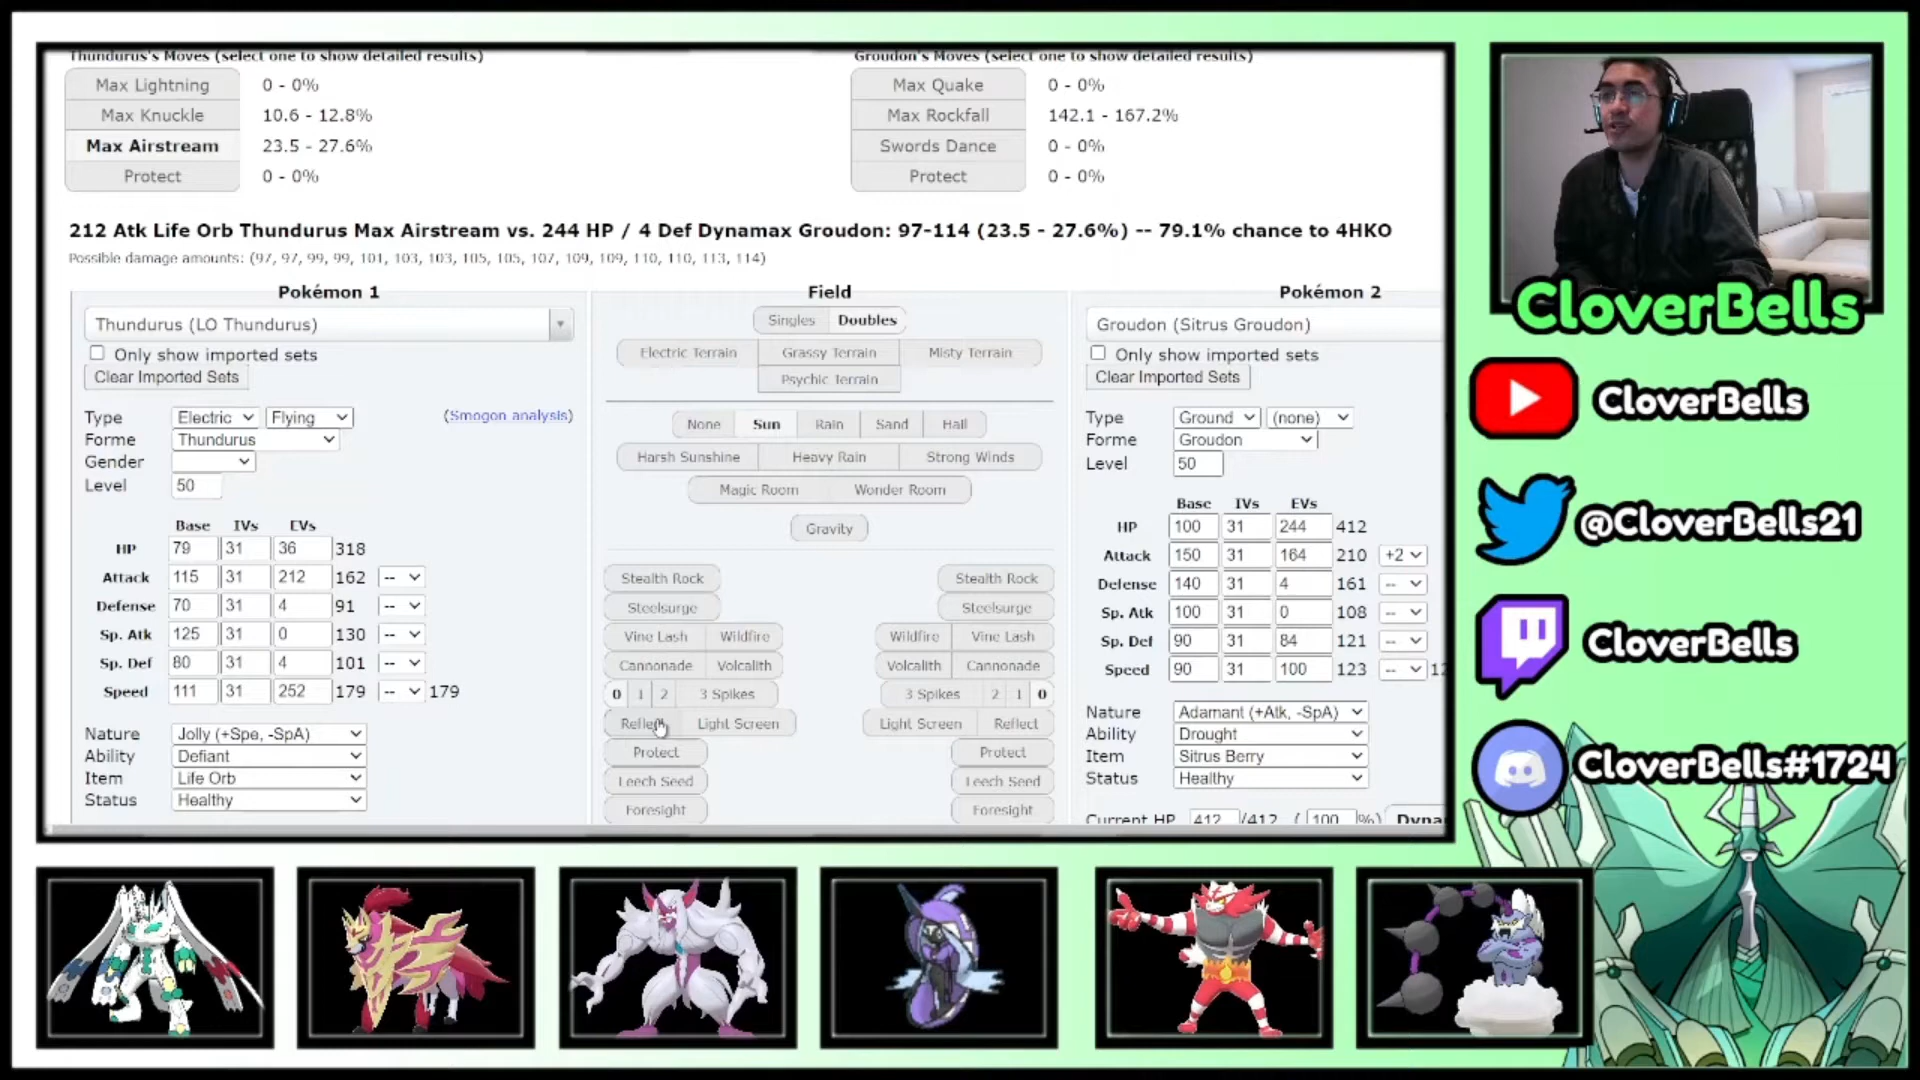 Thundurus's Moves (select one to show detailed results)
Max Lightning 0 - 0%
Max Knuckle 10.6 - 12.8%
Max Airstream 23.5 - 27.6%
Protect 0 - 0%
Groudon's Moves (select one to show detailed results)
Max Quake 0 - 0%
Max Rockfall 142.1 - 167.2%
Swords Dance 0 - 0%
Protect 0 - 0%
212 Atk Life Orb Thundurus Max Airstream vs. 244 HP / 4 Def Dynamax Groudon: 97-114 (23.5 - 27.6%) -- 79.1% chance to 4HKO
Possible damage amounts: (97, 97, 99, 99, 101, 103, 103, 105, 105, 107, 109, 109, 110, 110, 113, 114)
Pokémon 1
Thundurus (LO Thundurus)
Only show imported sets
Clear Imported Sets
Type Electric Flying (Smogon analysis)
Forme Thundurus
Gender
Level 50
Base IVs EVs
HP 79 31 36 318
Attack 115 31 212 162 --
Defense 70 31 4 91 --
Sp. Atk 125 31 0 130 --
Sp. Def 80 31 4 101 --
Speed 111 31 252 179 -- 179
Nature Jolly (+Spe, -SpA)
Ability Defiant
Item Life Orb
Status Healthy
Field
Singles Doubles
Electric Terrain Grassy Terrain Misty Terrain
Psychic Terrain
None Sun Rain Sand Hail
Harsh Sunshine Heavy Rain Strong Winds
Magic Room Wonder Room
Gravity
Stealth Rock Stealth Rock
Steelsurge Steelsurge
Vine Lash Wildfire Wildfire Vine Lash
Cannonade Volcalith Volcalith Cannonade
0 1 2 3 Spikes 3 Spikes 2 1 0
Reflect Light Screen Light Screen Reflect
Protect Protect
Leech Seed Leech Seed
Foresight Foresight
Pokémon 2
Groudon (Sitrus Groudon)
Only show imported sets
Clear Imported Sets
Type Ground (none)
Forme Groudon
Level 50
Base IVs EVs
HP 100 31 244 412
Attack 150 31 164 210 +2
Defense 140 31 4 161 --
Sp. Atk 100 31 0 108 --
Sp. Def 90 31 84 121 --
Speed 90 31 100 123 -- 12
Nature Adamant (+Atk, -SpA)
Ability Drought
Item Sitrus Berry
Status Healthy
Current HP 412 /412 ( 100 %) Dyna
CloverBells
CloverBells
@CloverBells21
CloverBells
CloverBells#1724